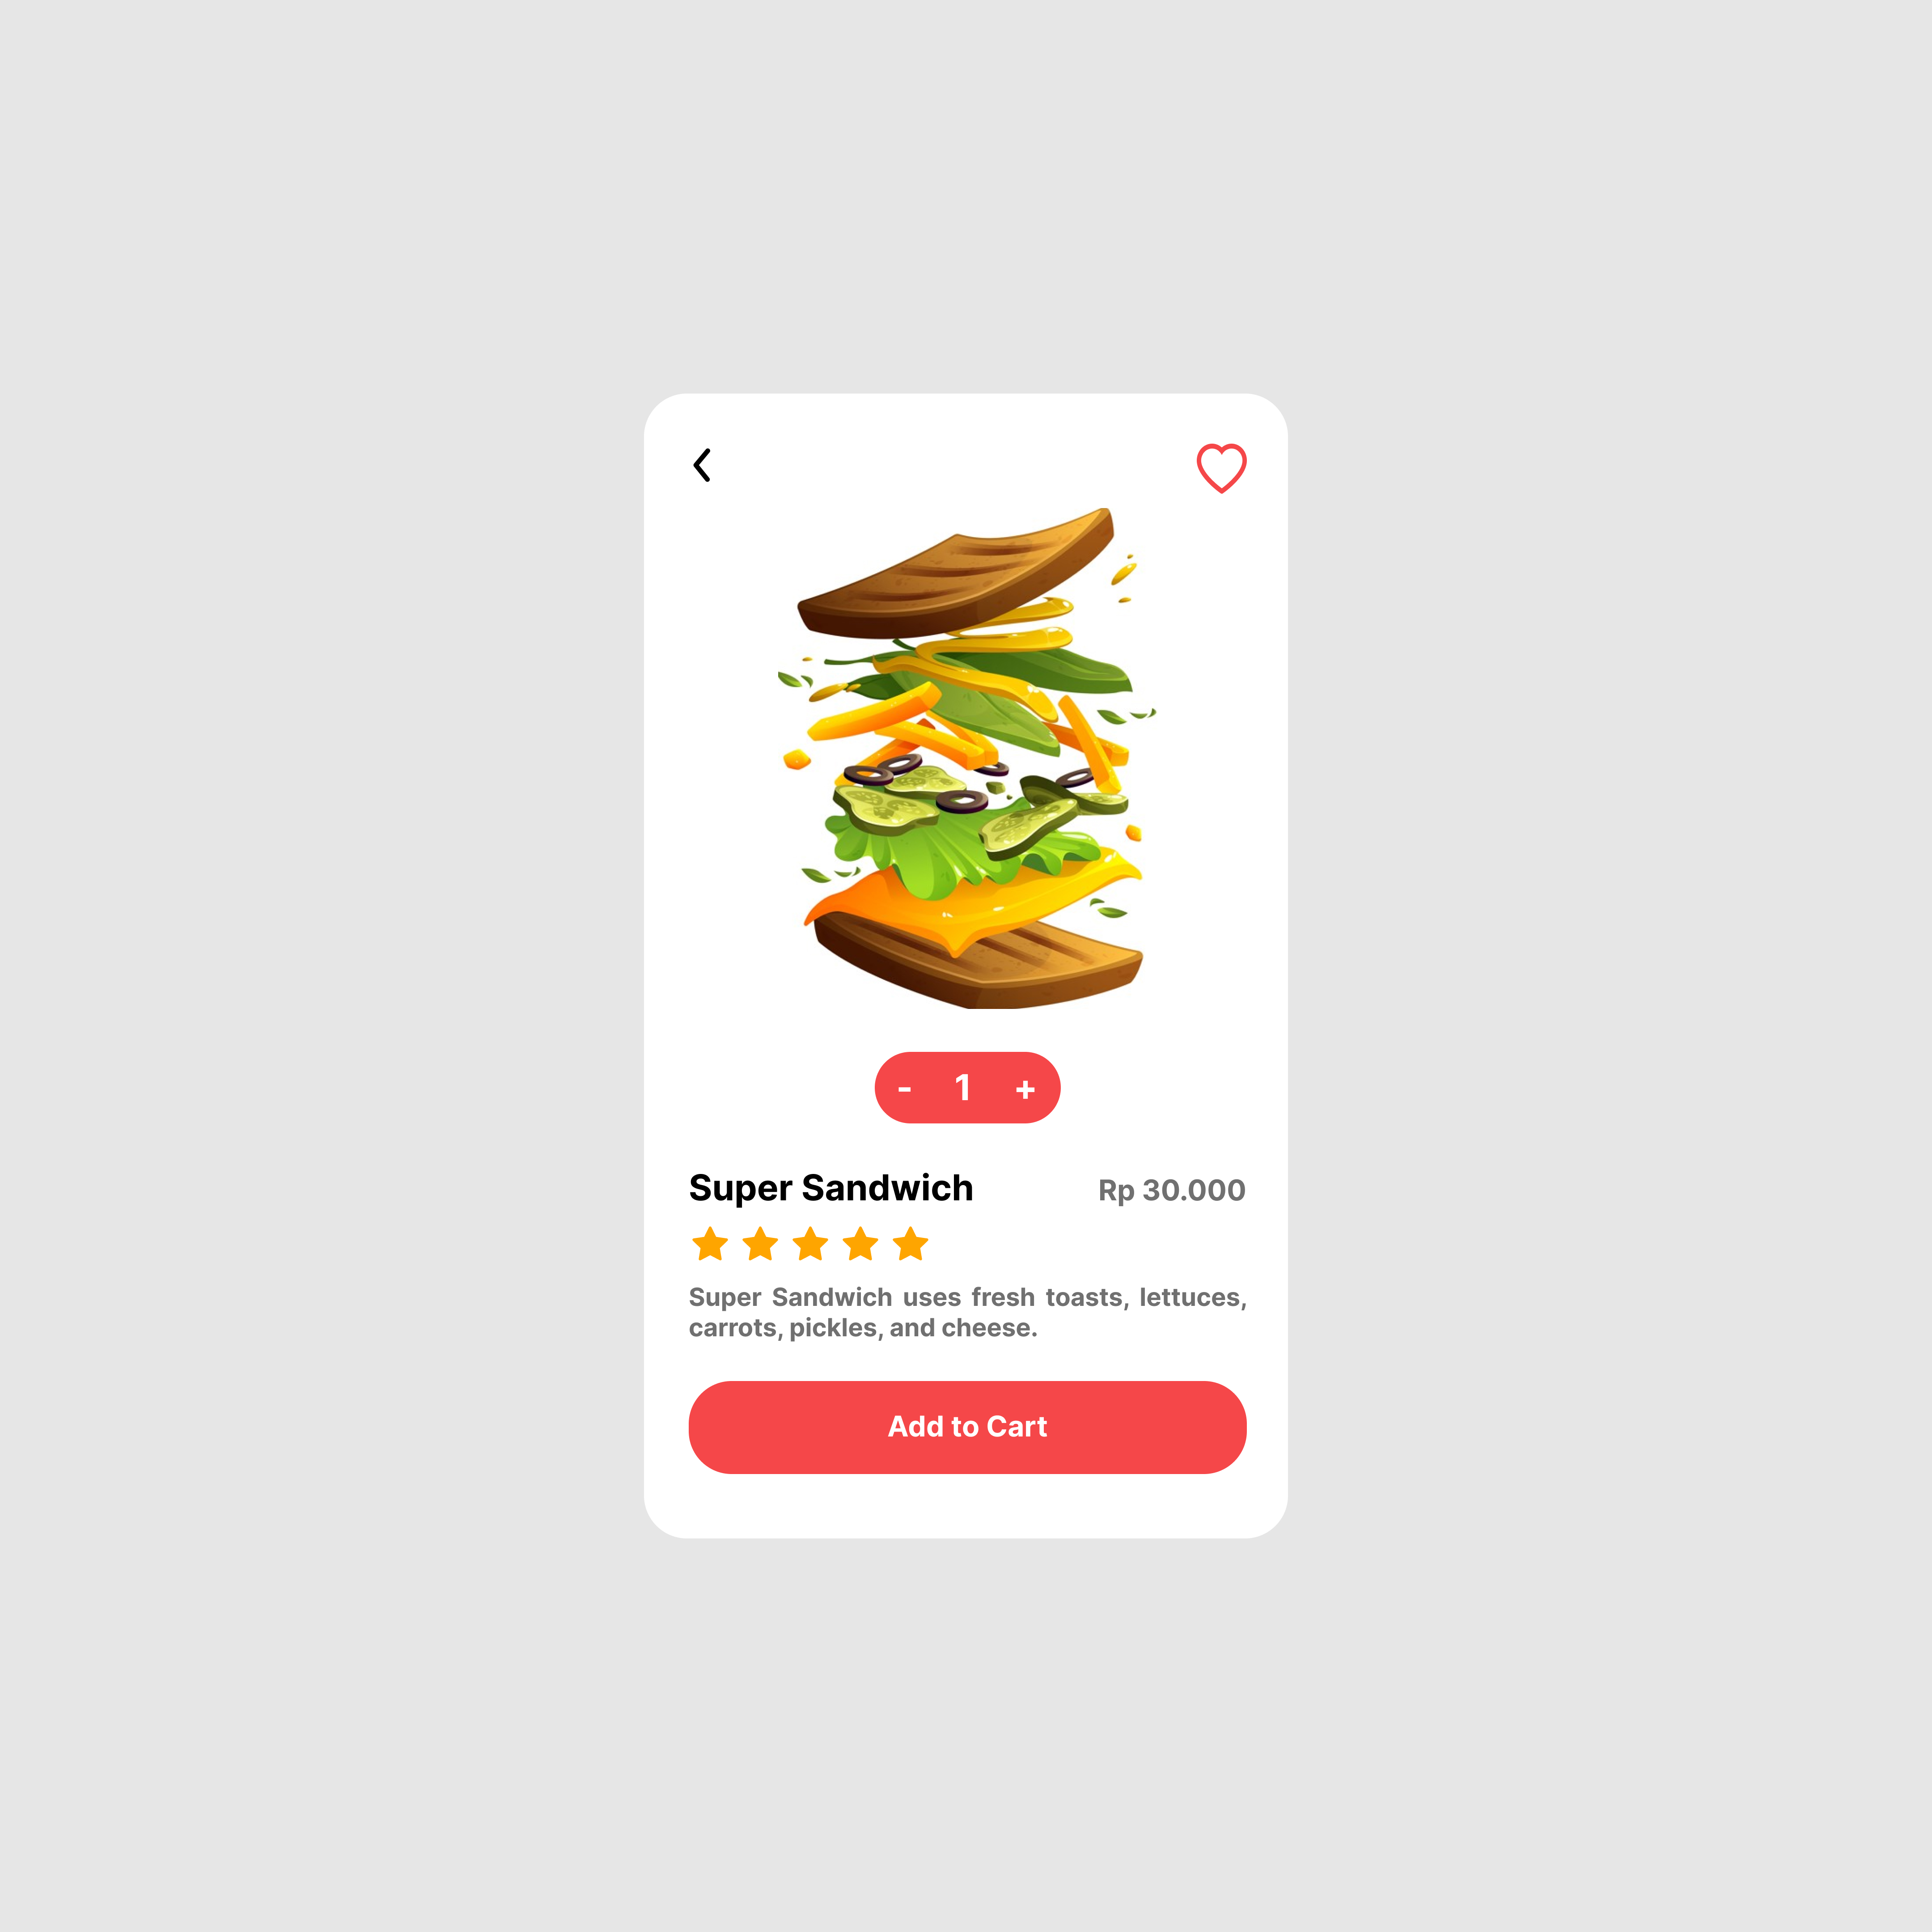 - 1 +
Super Sandwich
Rp 30.000
Super Sandwich uses fresh toasts, lettuces,
carrots, pickles, and cheese.
Add to Cart